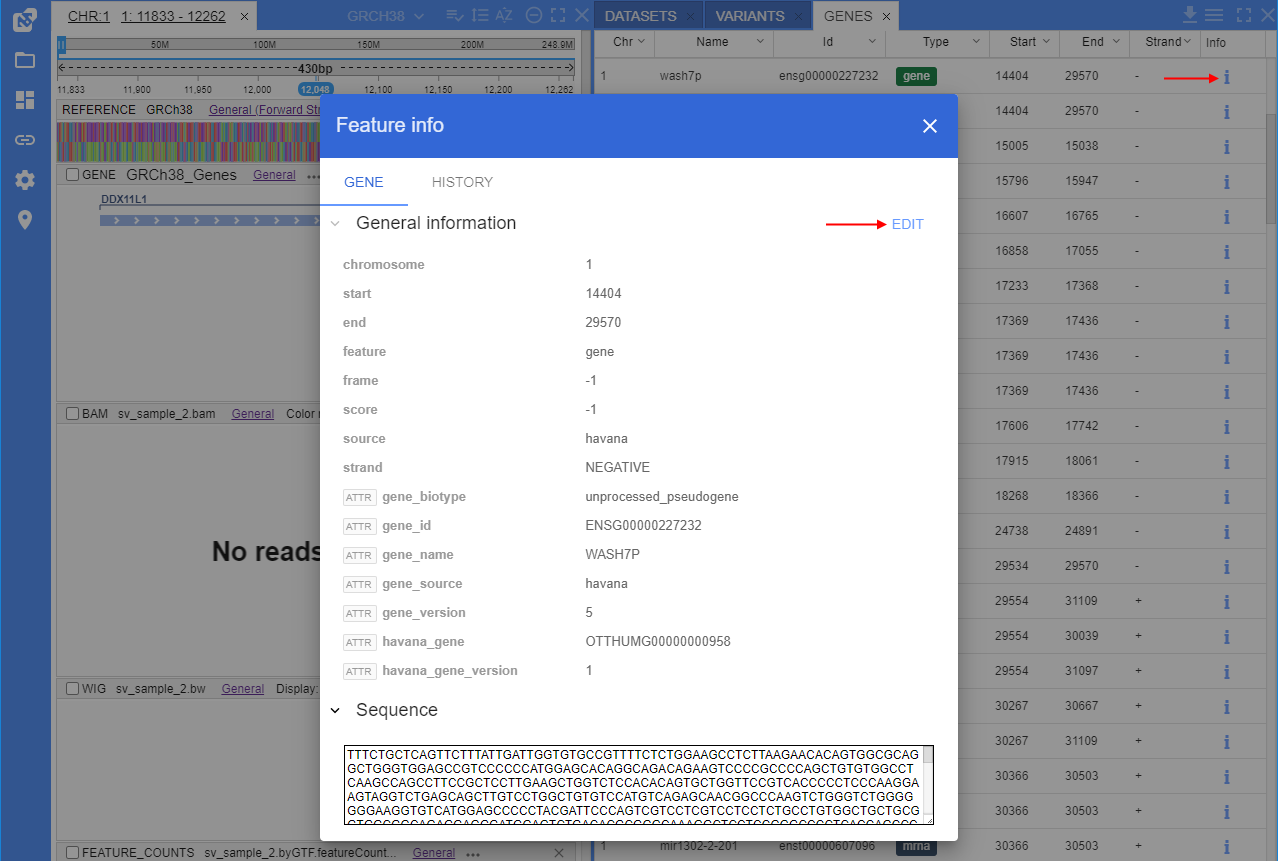 CHR:1 1: 11833 - 12262 × GRCH38 AZ
50M 100M 150M 200M 248.9M
430bp
11,833 11,900 11,950 12,000 12,048 12,100 12,150 12,200 12,262
REFERENCE GRCh38 General (Forward Str
GENE GRCh38_Genes General ...
DDX11L1
BAM sv_sample_2.bam General Color
No reads
WIG sv_sample_2.bw General Display:
FEATURE_COUNTS sv_sample_2.byGTF.featureCount... General ... ×
DATASETS × VARIANTS × GENES ×
Chr Name Id Type Start End Strand Info
1 wash7p ensg00000227232 gene 14404 29570 - i
14404 29570 - i
15005 15038 - i
15796 15947 - i
16607 16765 - i
16858 17055 - i
17233 17368 - i
17369 17436 - i
17369 17436 - i
17369 17436 - i
17606 17742 - i
17915 18061 - i
18268 18366 - i
24738 24891 - i
29534 29570 - i
29554 31109 + i
29554 30039 + i
29554 31097 + i
30267 30667 + i
30267 31109 + i
30366 30503 + i
30366 30503 + i
1 mir1302-2-201 enst00000607096 mrna 30366 30503 + i
Feature info
GENE HISTORY
General information EDIT
chromosome 1
start 14404
end 29570
feature gene
frame -1
score -1
source havana
strand NEGATIVE
ATTR gene_biotype unprocessed_pseudogene
ATTR gene_id ENSG00000227232
ATTR gene_name WASH7P
ATTR gene_source havana
ATTR gene_version 5
ATTR havana_gene OTTHUMG00000000958
ATTR havana_gene_version 1
Sequence
TTTCTGCTCAGTTCTTTATTGATTGGTGTGCCGTTTTCTCTGGAAGCCTCTTAAGAACACAGTGGCGCAG
GCTGGGTGGAGCCGTCCCCCCATGGAGCACAGGCAGACAGAAGTCCCCGCCCCAGCTGTGTGGCCT
CAAGCCAGCCTTCCGCTCCTTGAAGCTGGTCTCCACACAGTGCTGGTTCCGTCACCCCCTCCCAAGGA
AGTAGGTCTGAGCAGCTTGTCCTGGCTGTGTCCATGTCAGAGCAACGGCCCAAGTCTGGGTCTGGGG
GGGAAGGTGTCATGGAGCCCCCTACGATTCCCAGTCGTCCTCGTCCTCCTCTGCCTGTGGCTGCTGCG